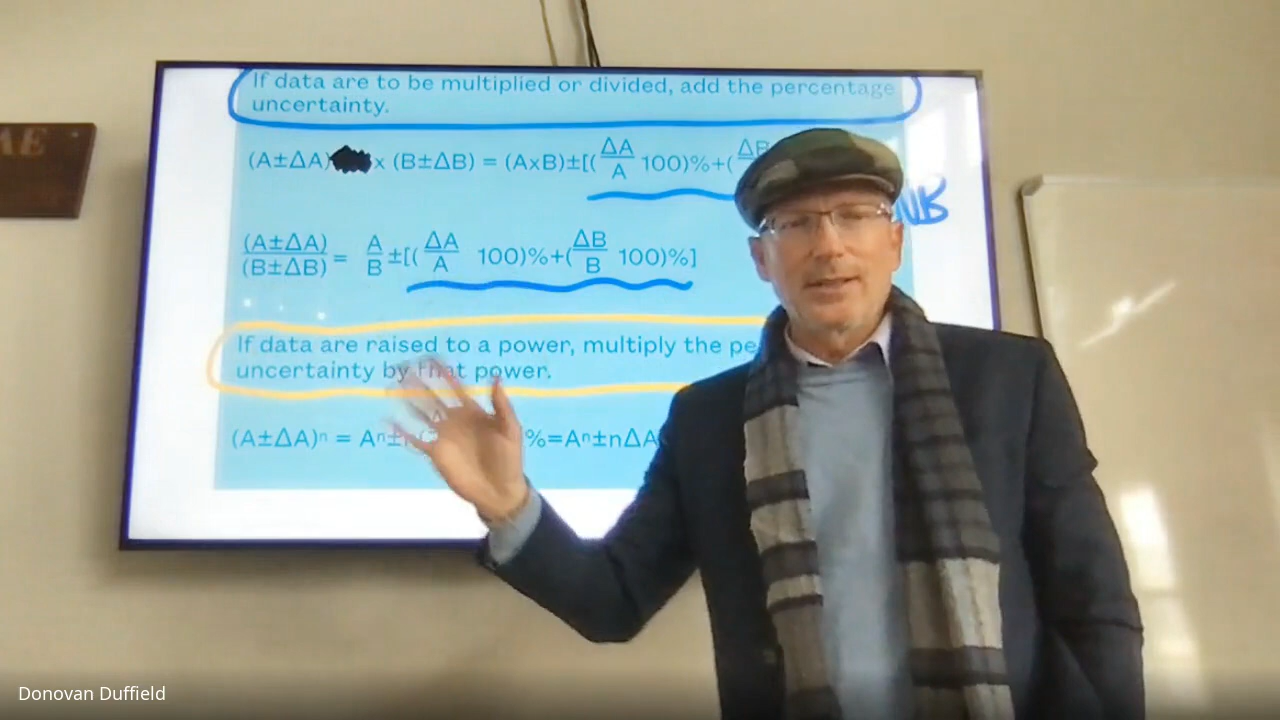 AE
If data are to be multiplied or divided, add the percentage
uncertainty.
(A±ΔA) x (B±ΔB) = (AxB)±[(ΔA/A 100)%+(ΔB
NB
(A±ΔA)/(B±ΔB) = A/B ±[(ΔA/A 100)%+(ΔB/B 100)%]
If data are raised to a power, multiply the
uncertainty by that power.
(A±ΔA)ⁿ = Aⁿ± %=Aⁿ±nΔA
Donovan Duffield